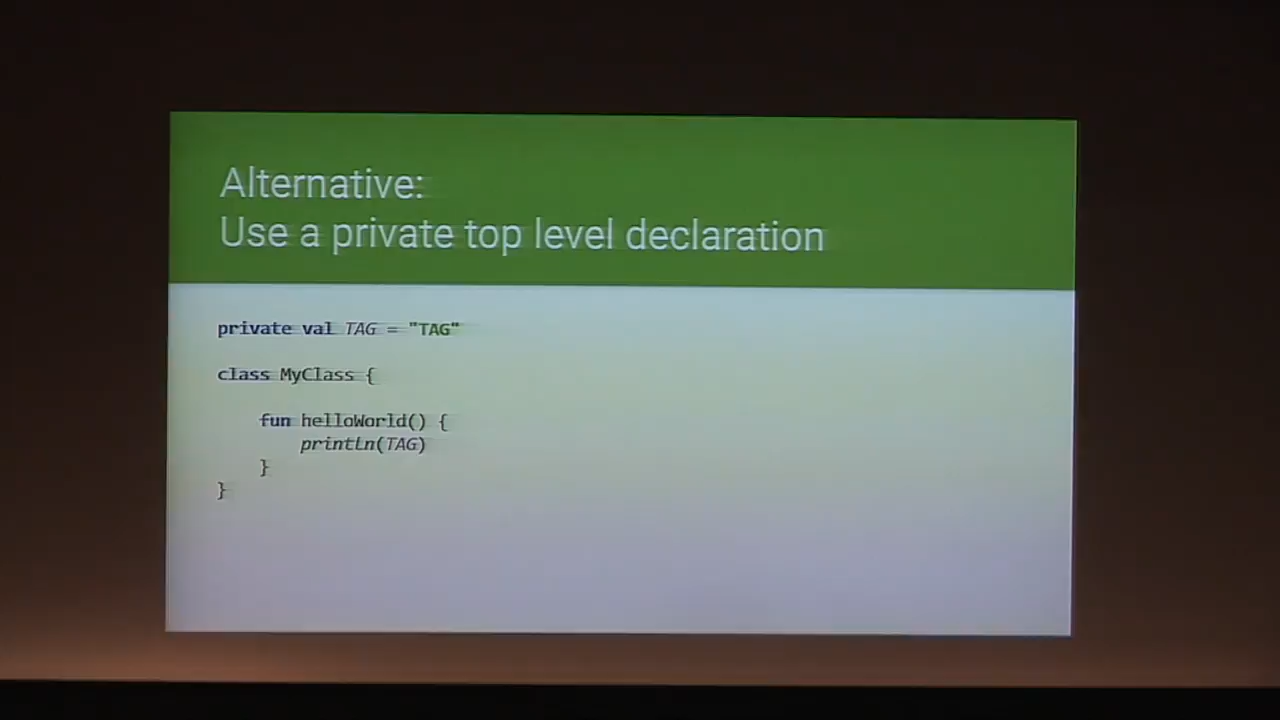 Alternative:
Use a private top level declaration
private val TAG = "TAG"
class MyClass {
fun helloWorld() {
println(TAG)
}
}